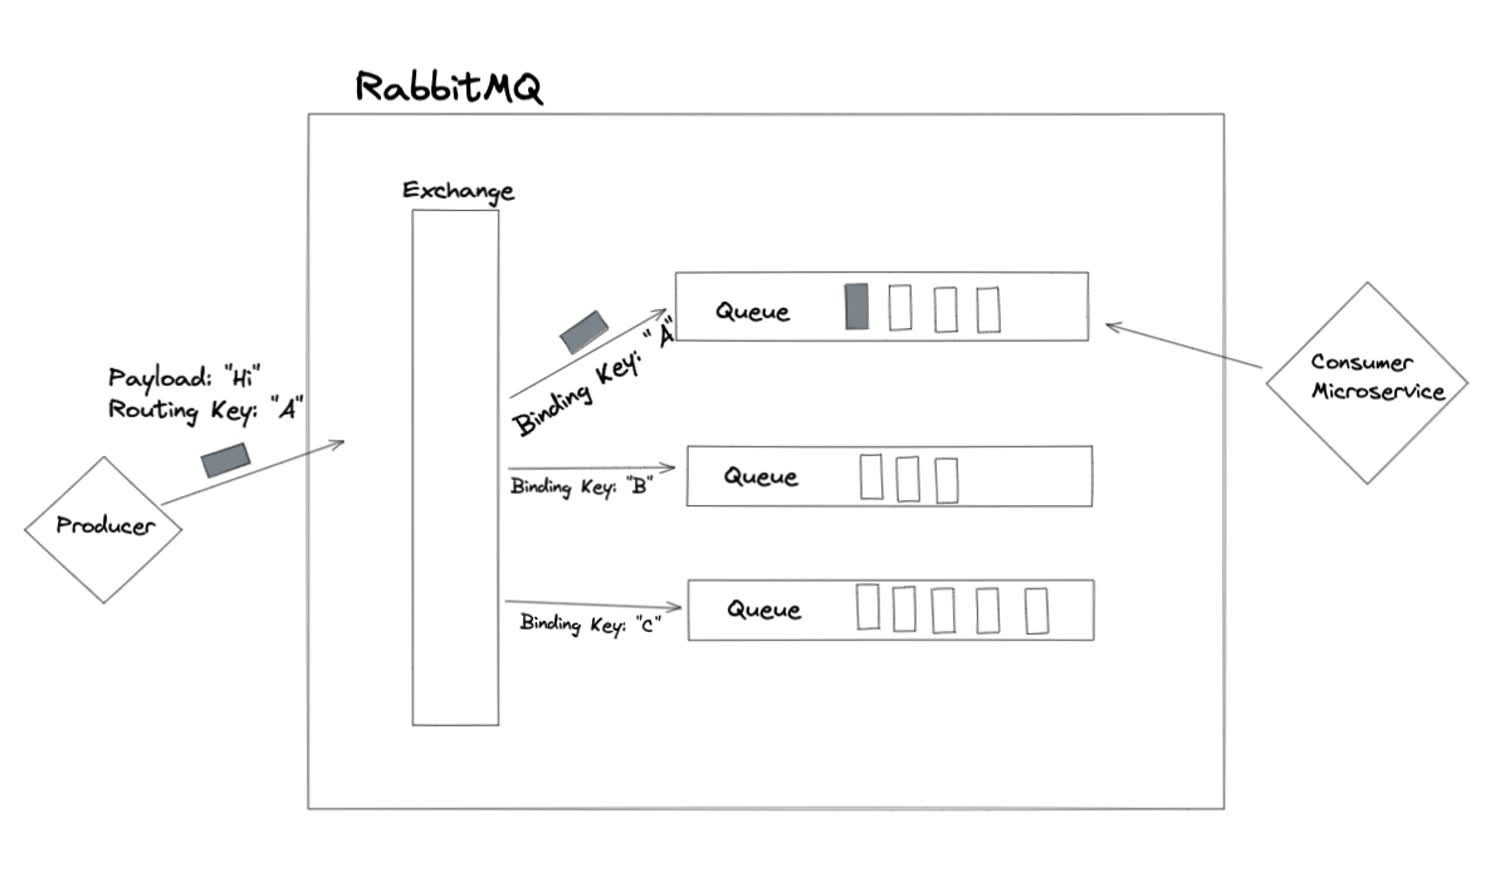 RabbitMQ
Exchange
Payload: "Hi"
Routing Key: "A"
Producer
Binding Key: "A"
Queue
Binding Key: "B"
Queue
Binding Key: "C"
Queue
Consumer
Microservice